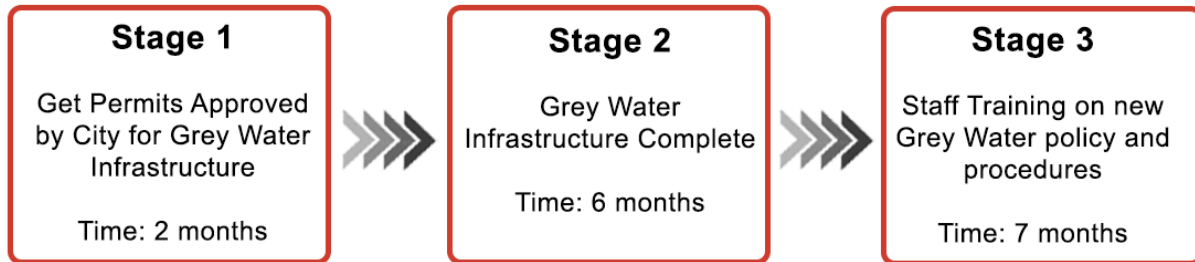 Stage 1
Get Permits Approved
by City for Grey Water
Infrastructure
Time: 2 months
Stage 2
Grey Water
Infrastructure Complete
Time: 6 months
Stage 3
Staff Training on new
Grey Water policy and
procedures
Time: 7 months